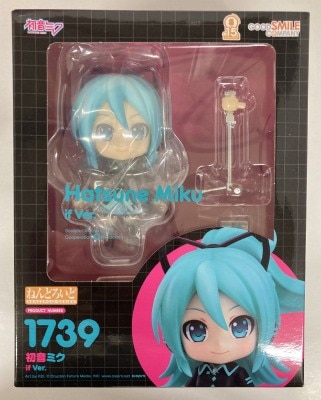 初音ミク
15
GOOD SMILE
COMPANY
Hatsune Miku
if Ver.
ねんどろいど
PRODUCT NUMBER
1739
初音ミク
if Ver.